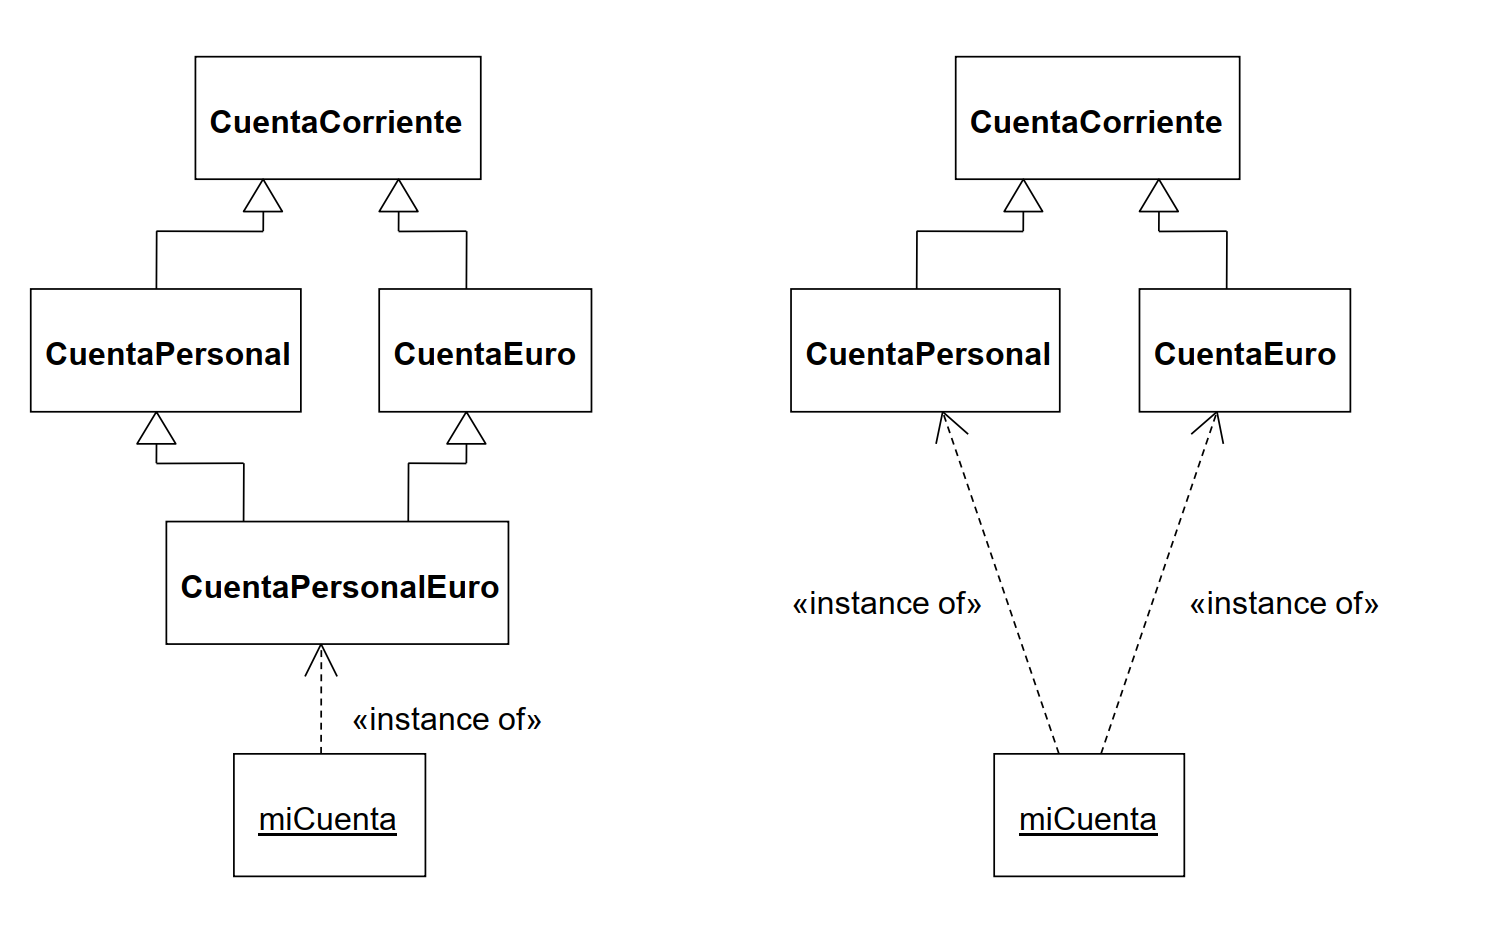 CuentaCorriente
CuentaPersonal
CuentaEuro
CuentaPersonalEuro
«instance of»
miCuenta
CuentaCorriente
CuentaPersonal
CuentaEuro
«instance of»
«instance of»
miCuenta